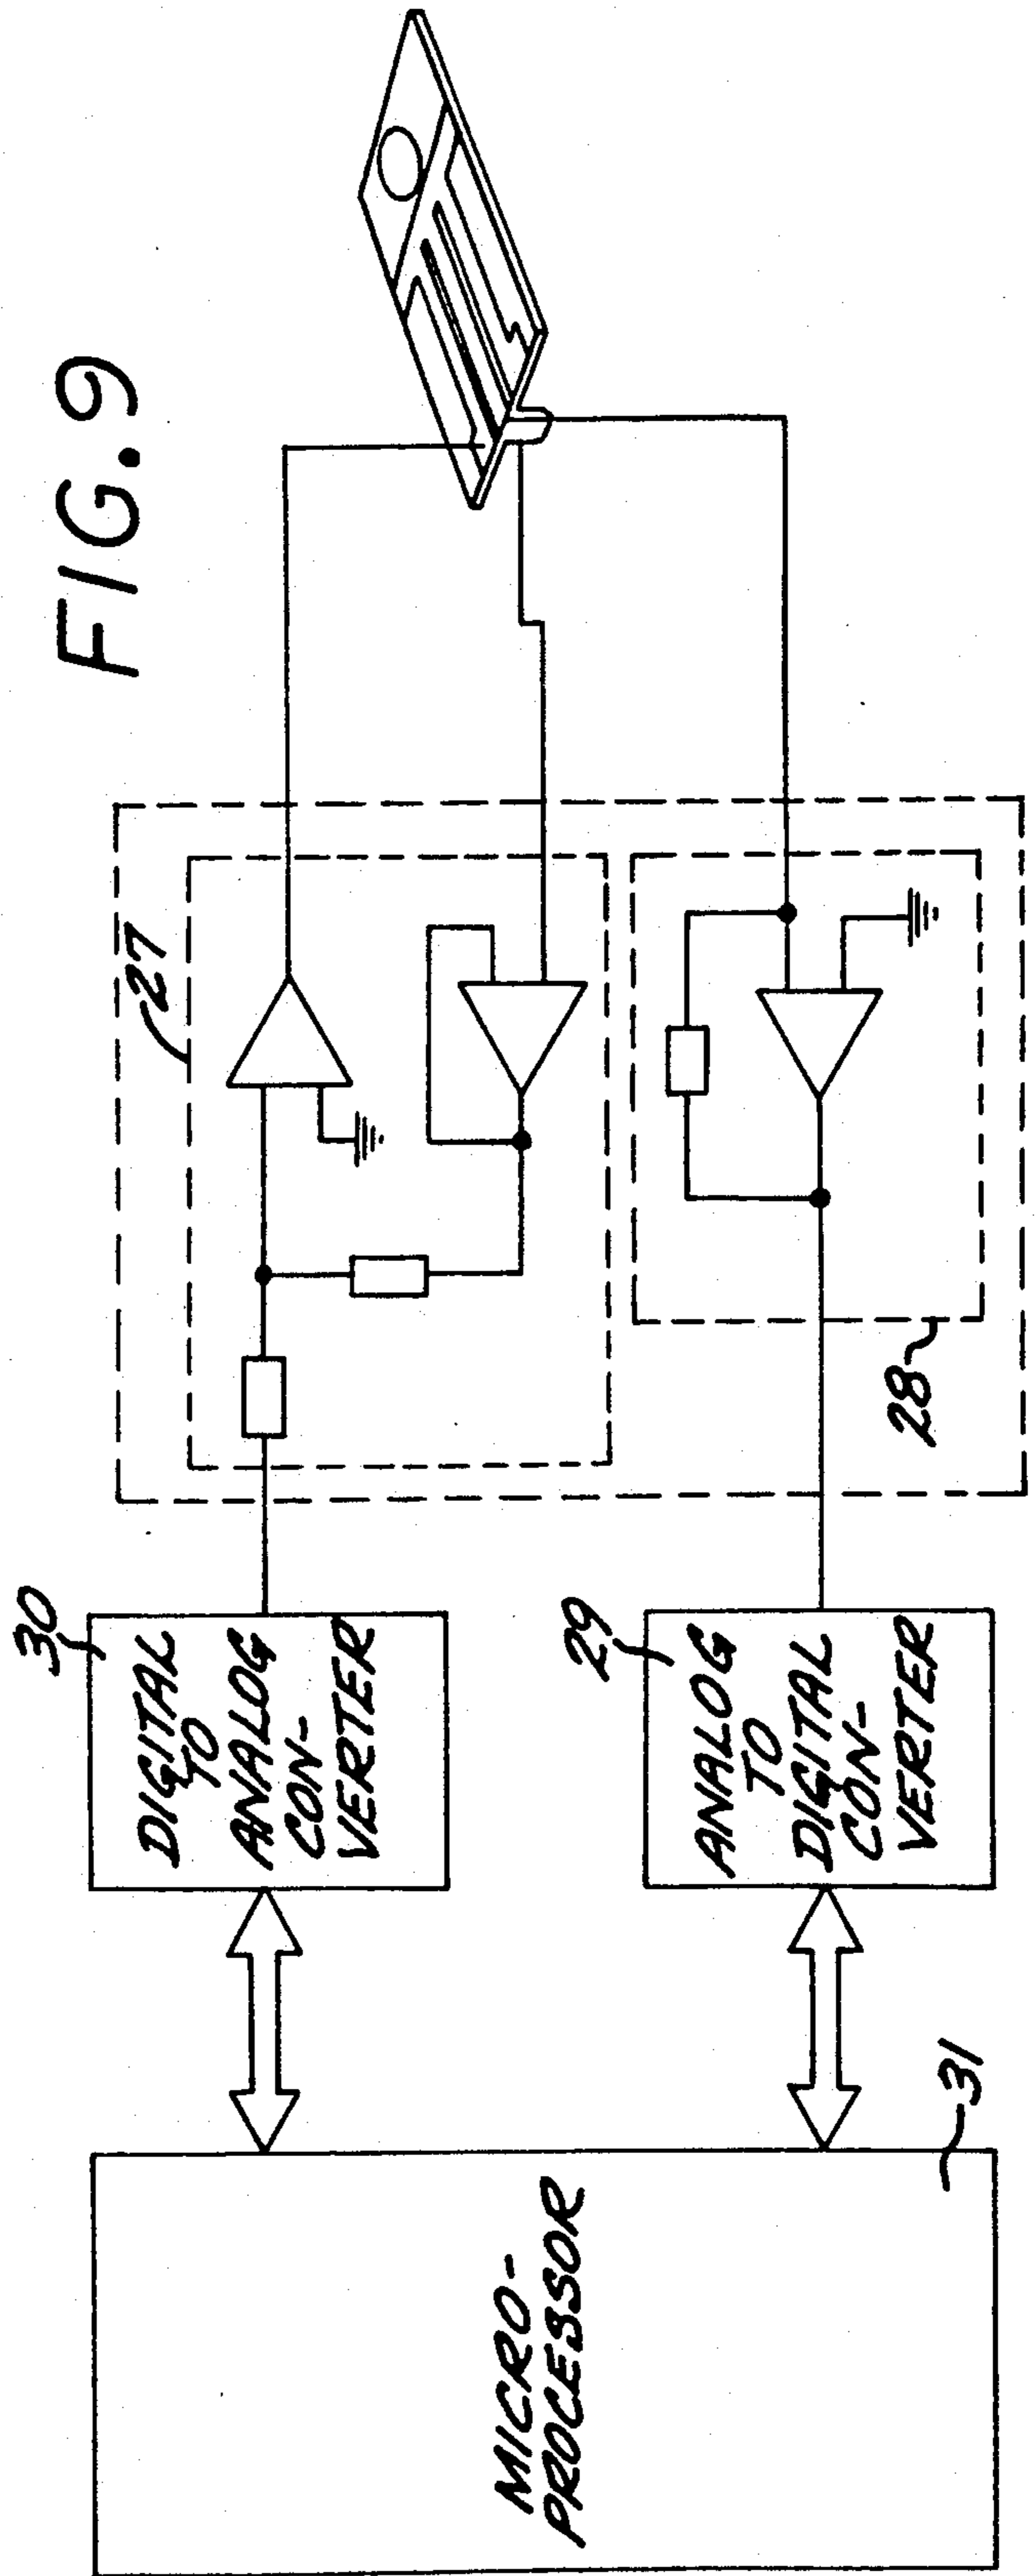 FIG. 9
27
30
DIGITAL
TO
ANALOG
CON-
VERTER
29
ANALOG
TO
DIGITAL
CON-
VERTER
28
MICRO-
PROCESSOR
31